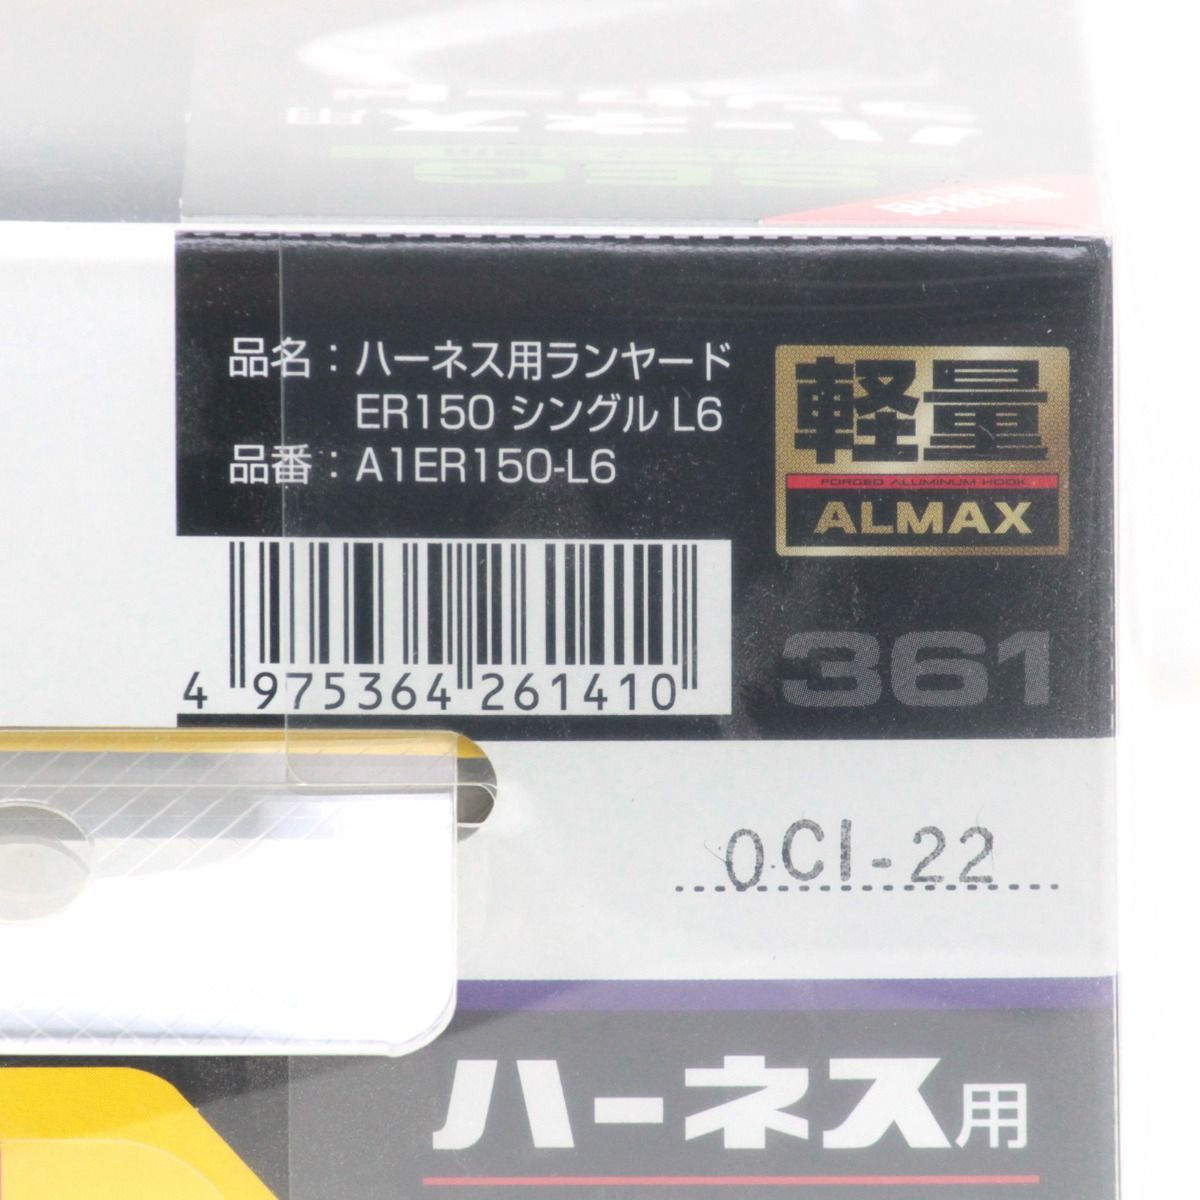 品名：ハーネス用ランヤード
ER150 シングル L6
品番：A1ER150-L6
軽量
FORGED ALUMINUM HOOK
ALMAX
4 975364 261410
361
0CI-22
ハーネス用